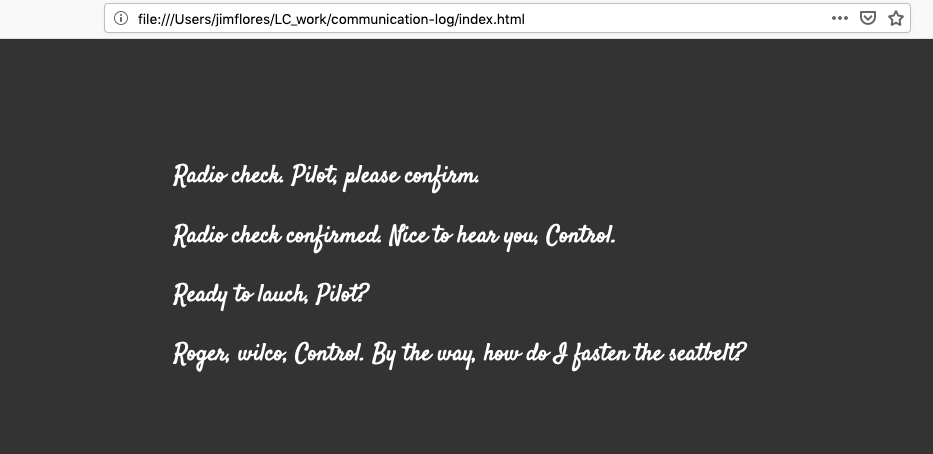 file:///Users/jimflores/LC_work/communication-log/index.html
Radio check. Pilot, please confirm.
Radio check confirmed. Nice to hear you, Control.
Ready to lauch, Pilot?
Roger, wilco, Control. By the way, how do I fasten the seatbelt?